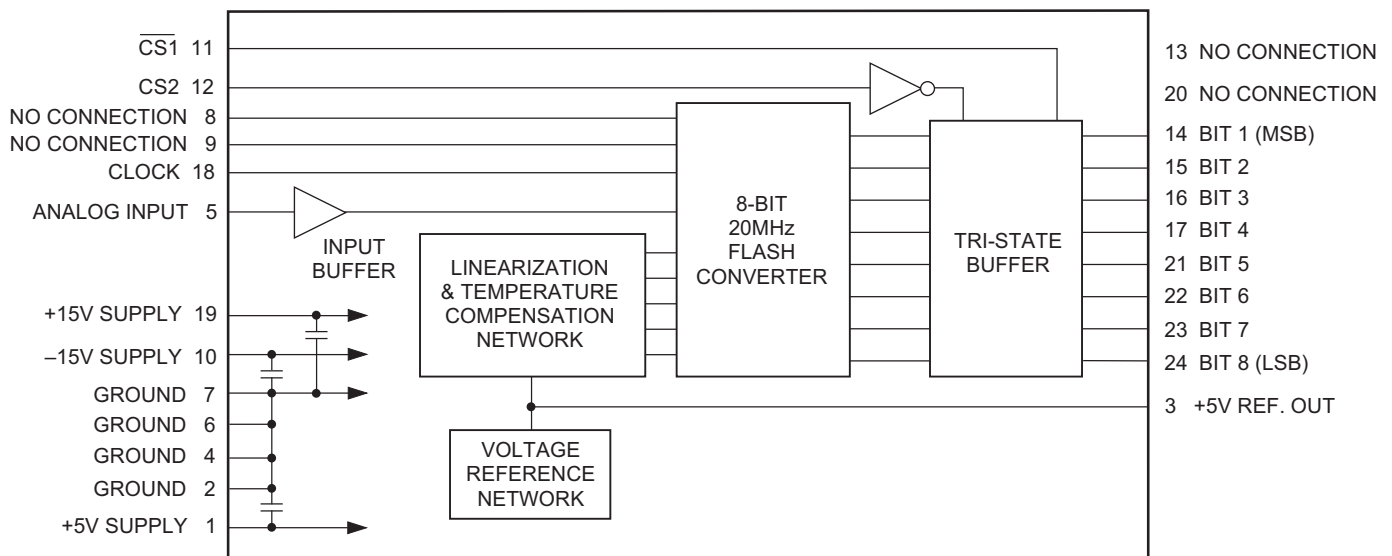 CS1 11
CS2 12
NO CONNECTION 8
NO CONNECTION 9
CLOCK 18
ANALOG INPUT 5
INPUT
BUFFER
+15V SUPPLY 19
–15V SUPPLY 10
GROUND 7
GROUND 6
GROUND 4
GROUND 2
+5V SUPPLY 1
LINEARIZATION
& TEMPERATURE
COMPENSATION
NETWORK
VOLTAGE
REFERENCE
NETWORK
8-BIT
20MHz
FLASH
CONVERTER
TRI-STATE
BUFFER
13 NO CONNECTION
20 NO CONNECTION
14 BIT 1 (MSB)
15 BIT 2
16 BIT 3
17 BIT 4
21 BIT 5
22 BIT 6
23 BIT 7
24 BIT 8 (LSB)
3 +5V REF. OUT